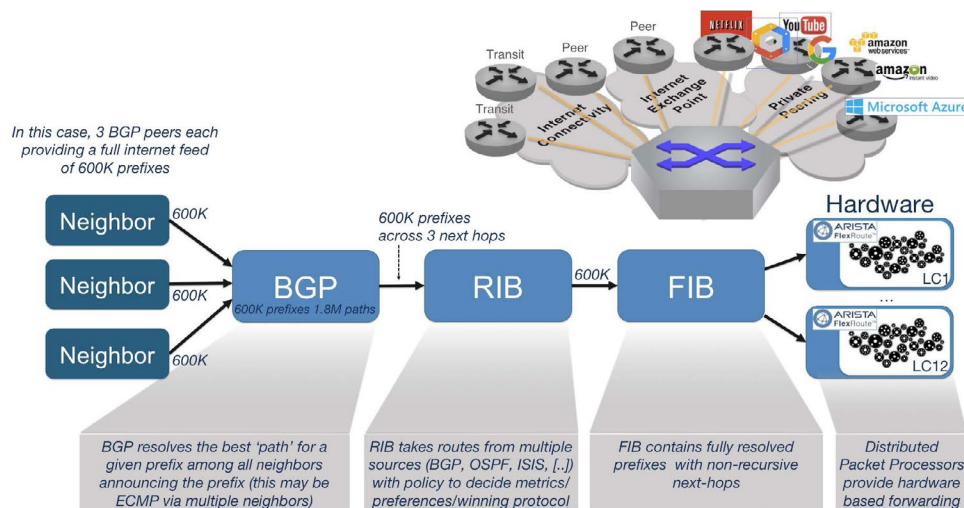 Transit
Transit
Peer
Peer
NETFLIX
YouTube
G
amazon
webservices™
amazon
instant video
Microsoft Azure
Internet
Connectivity
Internet
Exchange
Point
Private
Peering
In this case, 3 BGP peers each
providing a full internet feed
of 600K prefixes
Neighbor
600K
Neighbor
600K
Neighbor
600K
BGP
600K prefixes 1.8M paths
600K prefixes
across 3 next hops
RIB
600K
FIB
Hardware
ARISTA
FlexRoute™
LC1
...
ARISTA
FlexRoute™
LC12
BGP resolves the best 'path' for a
given prefix among all neighbors
announcing the prefix (this may be
ECMP via multiple neighbors)
RIB takes routes from multiple
sources (BGP, OSPF, ISIS, [..])
with policy to decide metrics/
preferences/winning protocol
FIB contains fully resolved
prefixes with non-recursive
next-hops
Distributed
Packet Processors
provide hardware
based forwarding